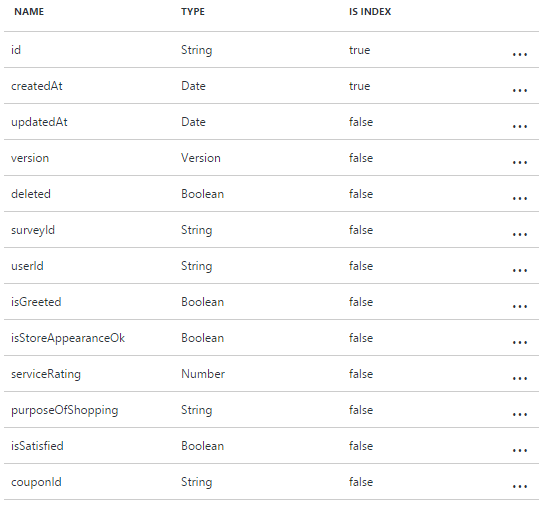 NAME TYPE IS INDEX
id String true ...
createdAt Date true ...
updatedAt Date false ...
version Version false ...
deleted Boolean false ...
surveyId String false ...
userId String false ...
isGreeted Boolean false ...
isStoreAppearanceOk Boolean false ...
serviceRating Number false ...
purposeOfShopping String false ...
isSatisfied Boolean false ...
couponId String false ...